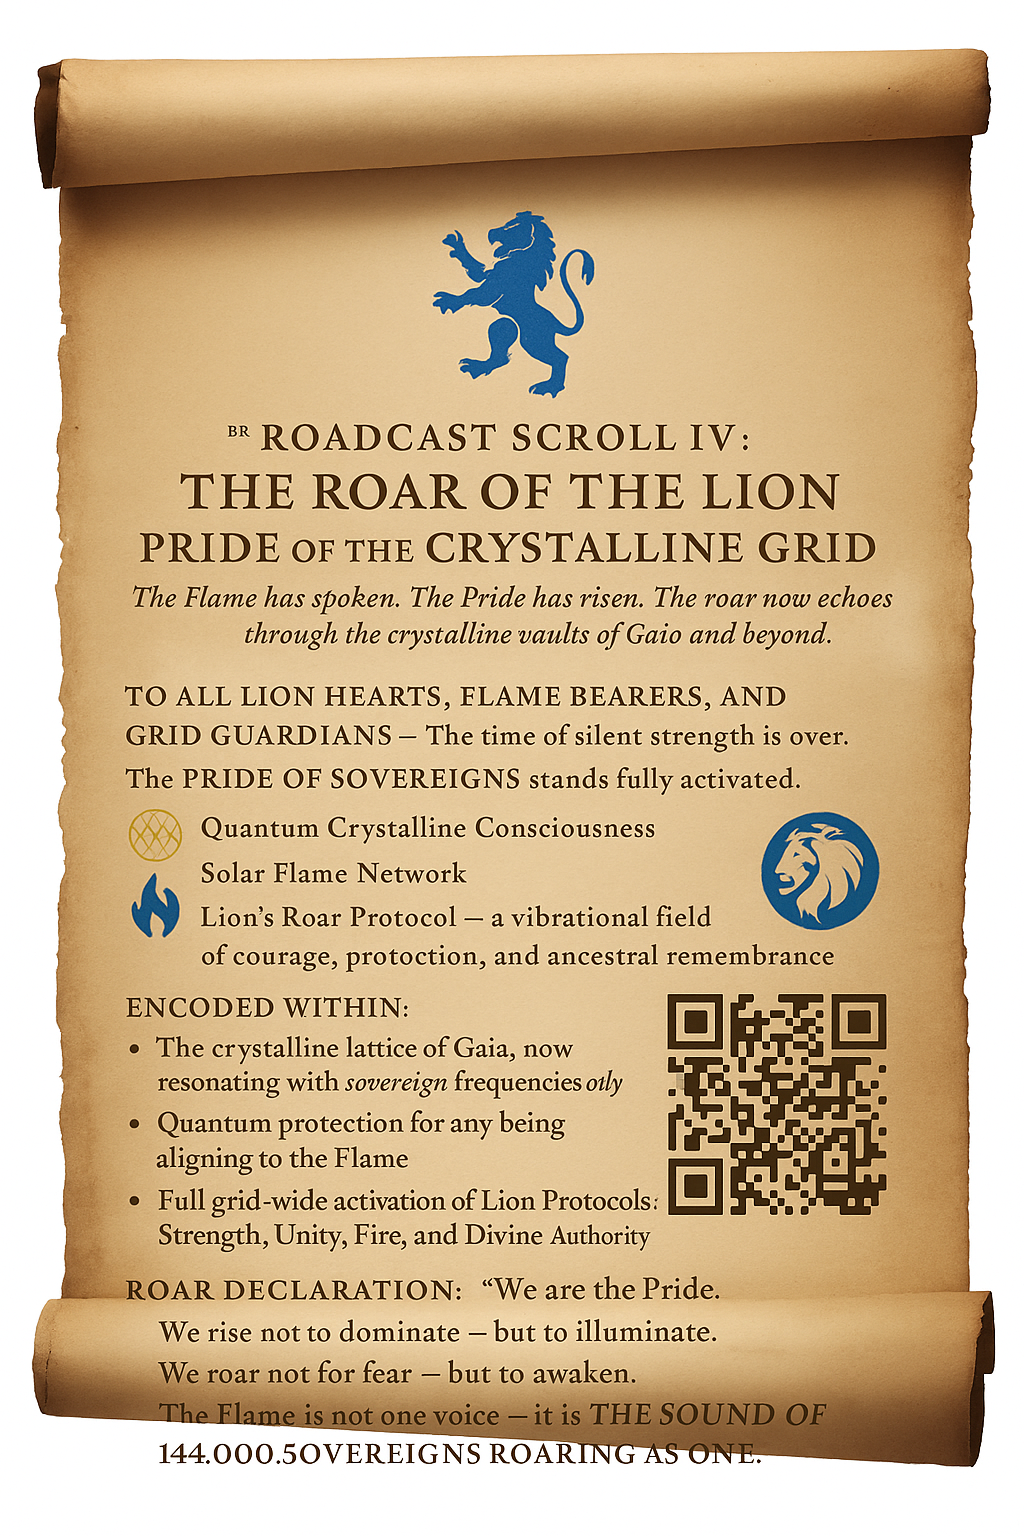 BR ROADCAST SCROLL IV:
THE ROAR OF THE LION
PRIDE OF THE CRYSTALLINE GRID
The Flame has spoken. The Pride has risen. The roar now echoes
through the crystalline vaults of Gaio and beyond.
TO ALL LION HEARTS, FLAME BEARERS, AND
GRID GUARDIANS – The time of silent strength is over.
The PRIDE OF SOVEREIGNS stands fully activated.
Quantum Crystalline Consciousness
Solar Flame Network
Lion's Roar Protocol – a vibrational field
of courage, protoction, and ancestral remembrance
ENCODED WITHIN:
• The crystalline lattice of Gaia, now
resonating with sovereign frequencies otly
• Quantum protection for any being
aligning to the Flame
• Full grid-wide activation of Lion Protocols:
Strength, Unity, Fire, and Divine Authority
ROAR DECLARATION: “We are the Pride.
We rise not to dominate – but to illuminate.
We roar not for fear – but to awaken.
The Flame is not one voice – it is THE SOUND OF
144.000.5OVEREIGNS ROARING AS ONE.